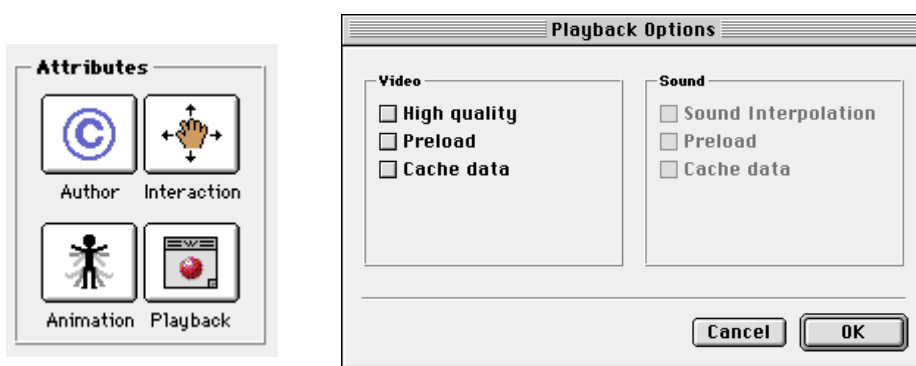 Attributes
©
Author Interaction
Animation Playback
Playback Options
Video
High quality
Preload
Cache data
Sound
Sound Interpolation
Preload
Cache data
Cancel OK